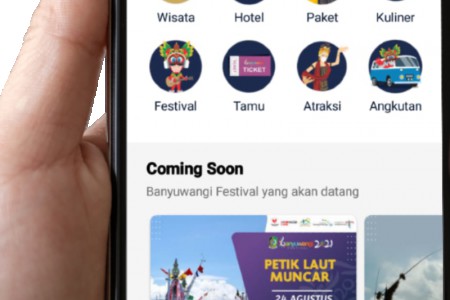 Wisata Hotel Paket Kuliner
TICKET
Festival Tamu Atraksi Angkutan
Coming Soon
Banyuwangi Festival yang akan datang
banyuwangi 2021
PETIK LAUT
MUNCAR
24 AGUSTUS